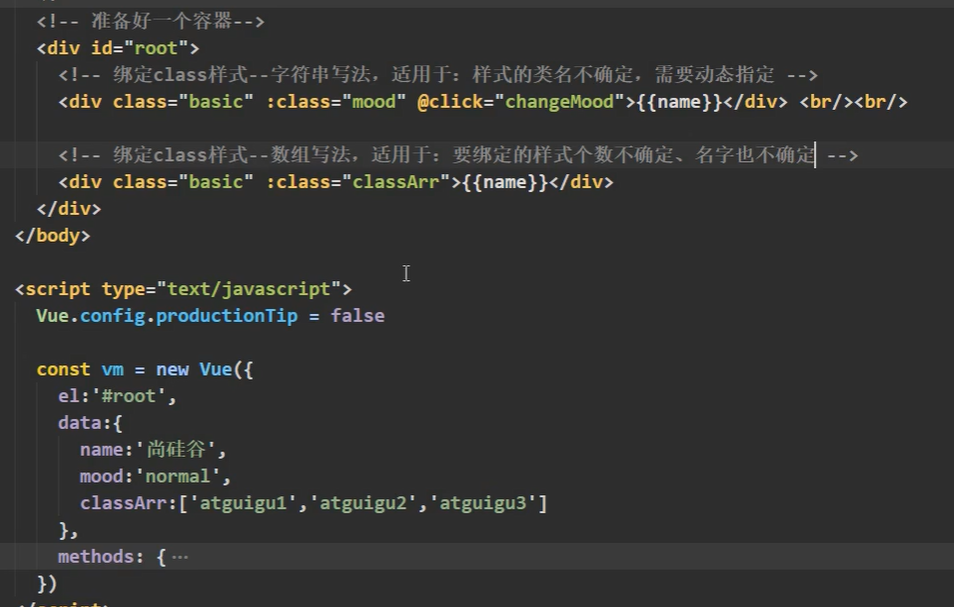 <!-- 准备好一个容器-->
<div id="root">
<!-- 绑定class样式--字符串写法，适用于：样式的类名不确定，需要动态指定 -->
<div class="basic" :class="mood" @click="changeMood">{{name}}</div> <br/><br/>
<!-- 绑定class样式--数组写法，适用于：要绑定的样式个数不确定、名字也不确定 -->
<div class="basic" :class="classArr">{{name}}</div>
</div>
</body>
<script type="text/javascript">
Vue.config.productionTip = false
const vm = new Vue({
el:'#root',
data:{
name:'尚硅谷',
mood:'normal',
classArr:['atguigu1','atguigu2','atguigu3']
},
methods: {···
})
</script>